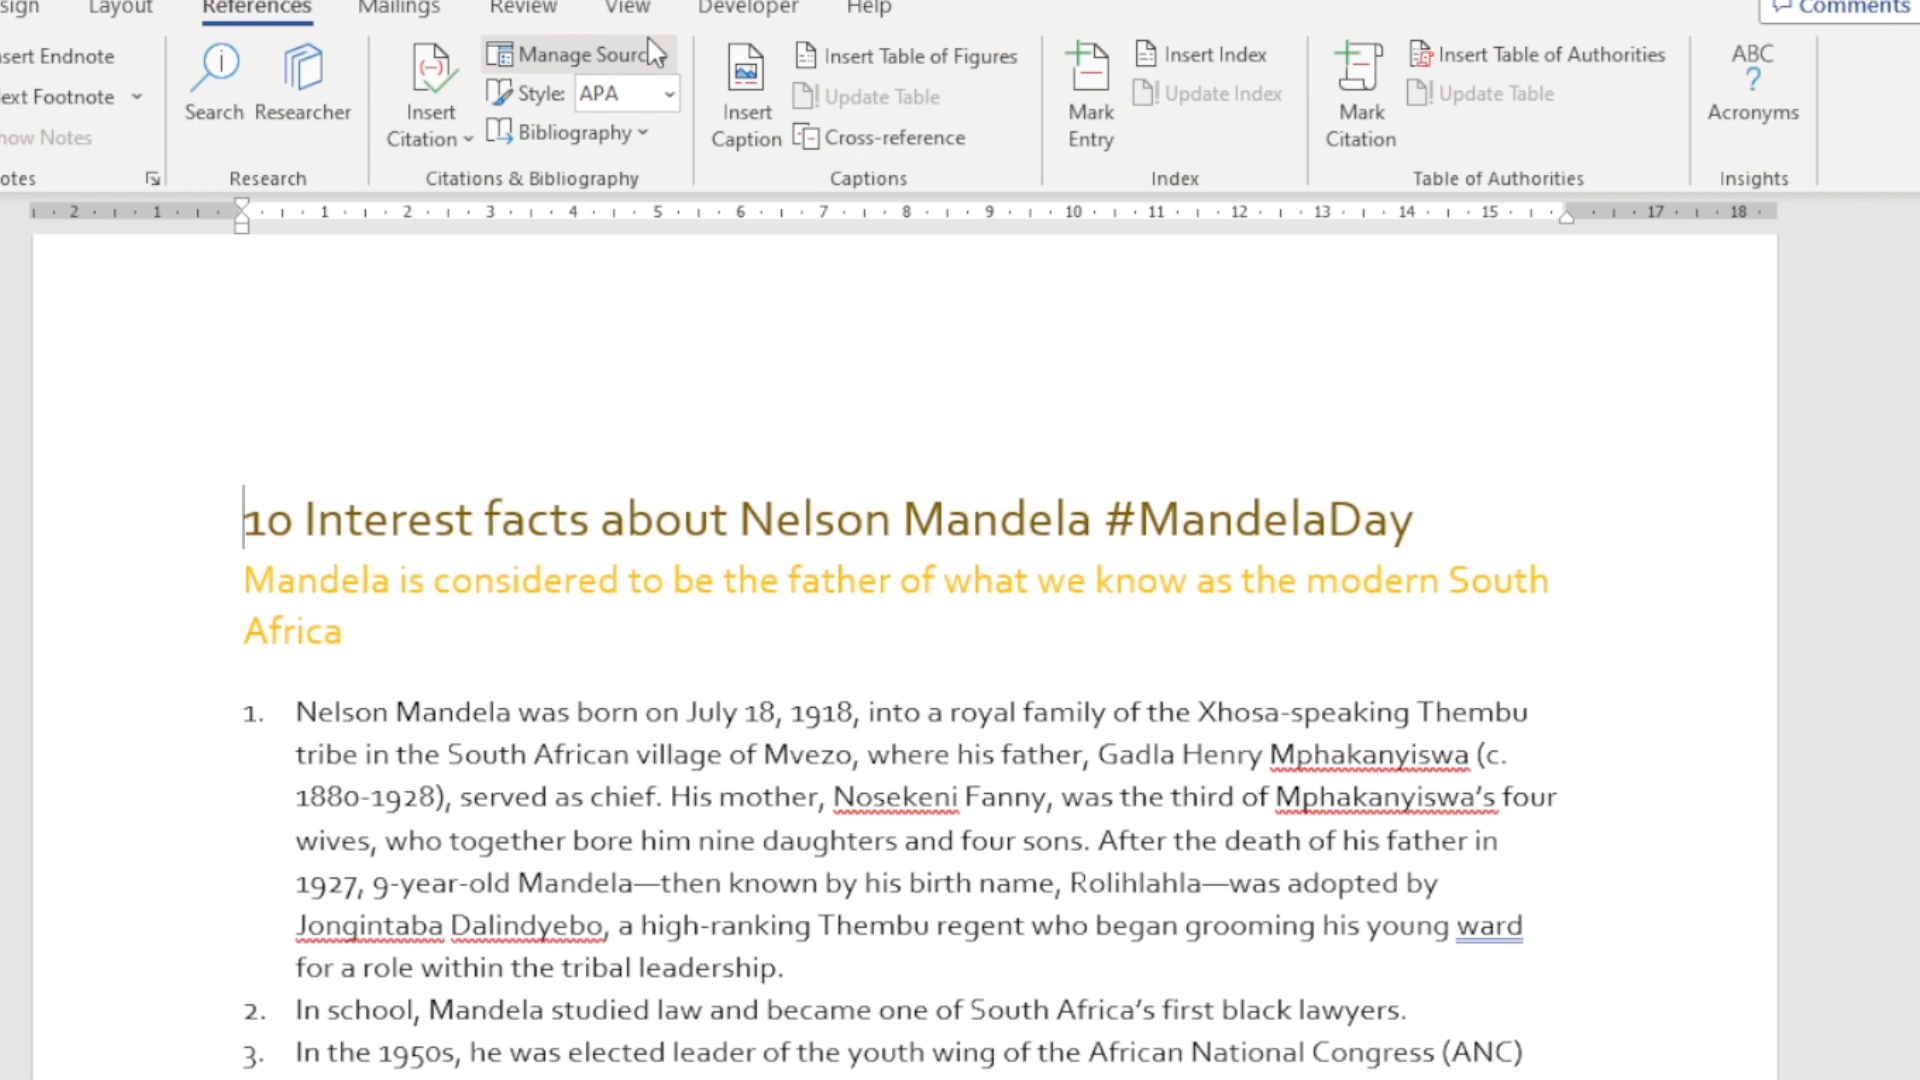 sign Layout References Mailings Review View Developer Help Comments
nsert Endnote
ext Footnote
how Notes
otes
Search Researcher
Research
Insert Citation
Manage Sourc
Style: APA
Bibliography
Citations & Bibliography
Insert Caption
Insert Table of Figures
Update Table
Cross-reference
Captions
Mark Entry
Insert Index
Update Index
Index
Mark Citation
Insert Table of Authorities
Update Table
Table of Authorities
ABC
?
Acronyms
Insights
2 1 1 2 3 4 5 6 7 8 9 10 11 12 13 14 15 17 18
10 Interest facts about Nelson Mandela #MandelaDay
Mandela is considered to be the father of what we know as the modern South
Africa
1. Nelson Mandela was born on July 18, 1918, into a royal family of the Xhosa-speaking Thembu
tribe in the South African village of Mvezo, where his father, Gadla Henry Mphakanyiswa (c.
1880-1928), served as chief. His mother, Nosekeni Fanny, was the third of Mphakanyiswa’s four
wives, who together bore him nine daughters and four sons. After the death of his father in
1927, 9-year-old Mandela—then known by his birth name, Rolihlahla—was adopted by
Jongintaba Dalindyebo, a high-ranking Thembu regent who began grooming his young ward
for a role within the tribal leadership.
2. In school, Mandela studied law and became one of South Africa’s first black lawyers.
3. In the 1950s, he was elected leader of the youth wing of the African National Congress (ANC)